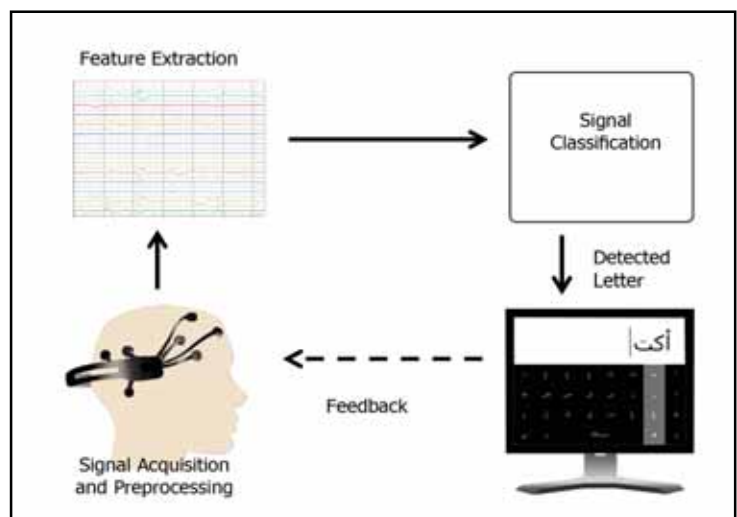 Feature Extraction
Signal
Classification
Detected
Letter
أكت
Feedback
Signal Acquisition
and Preprocessing